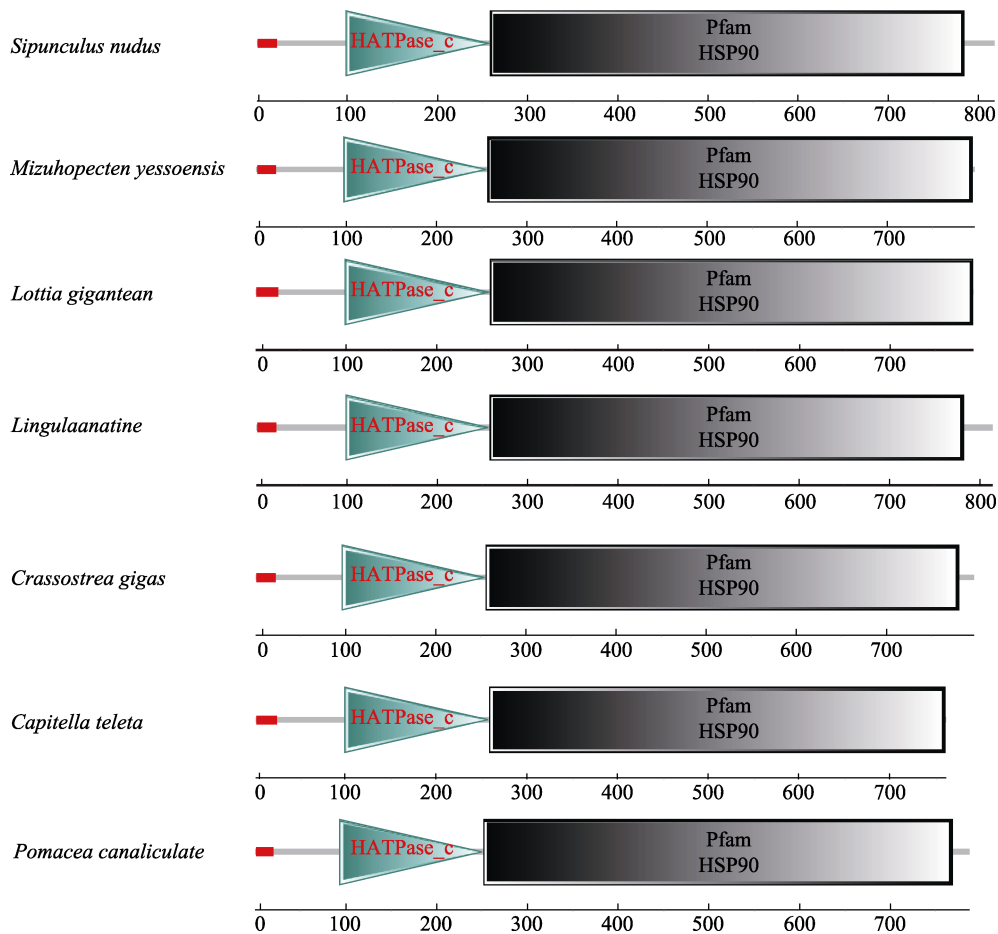 Sipunculus nudus
HATPase_c
Pfam
HSP90
0 100 200 300 400 500 600 700 800
Mizuhopecten yessoensis
HATPase_c
Pfam
HSP90
0 100 200 300 400 500 600 700
Lottia gigantean
HATPase_c
Pfam
HSP90
0 100 200 300 400 500 600 700
Lingulaanatine
HATPase_c
Pfam
HSP90
0 100 200 300 400 500 600 700 800
Crassostrea gigas
HATPase_c
Pfam
HSP90
0 100 200 300 400 500 600 700
Capitella teleta
HATPase_c
Pfam
HSP90
0 100 200 300 400 500 600 700
Pomacea canaliculate
HATPase_c
Pfam
HSP90
0 100 200 300 400 500 600 700